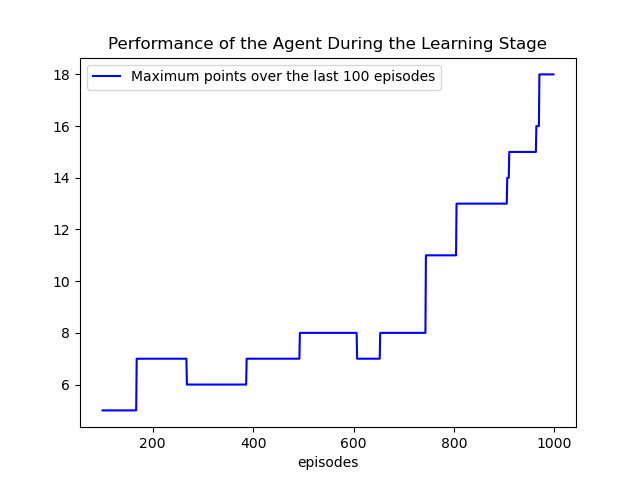 Performance of the Agent During the Learning Stage
Maximum points over the last 100 episodes
18
16
14
12
10
8
6
200 400 600 800 1000
episodes